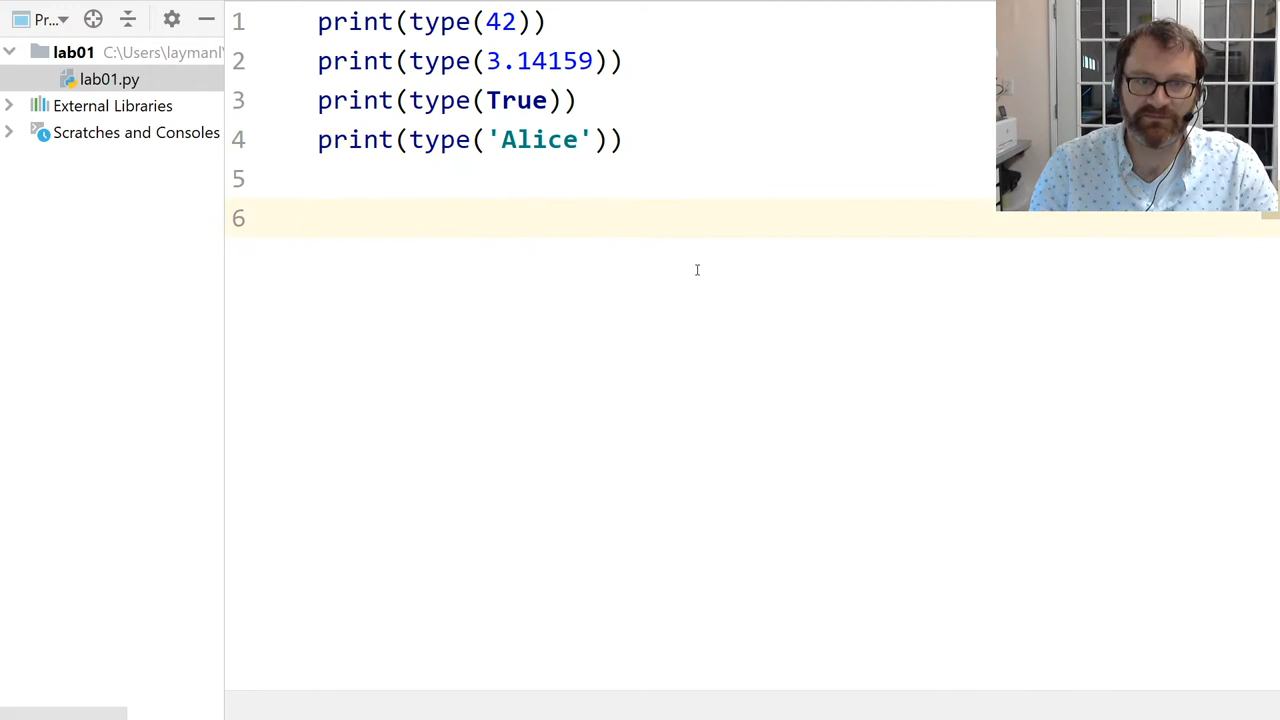 Pr...
lab01 C:\Users\laymanl\
lab01.py
External Libraries
Scratches and Consoles
1 print(type(42))
2 print(type(3.14159))
3 print(type(True))
4 print(type('Alice'))
5
6